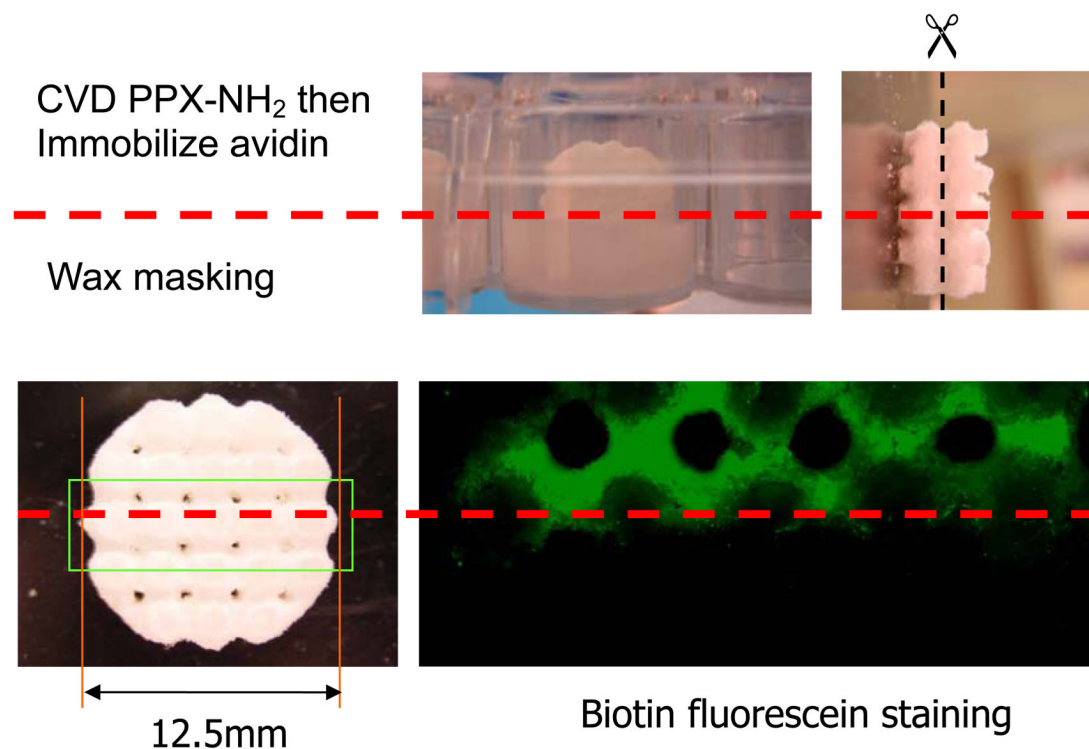 CVD PPX-NH₂ then
Immobilize avidin
Wax masking
12.5mm
Biotin fluorescein staining